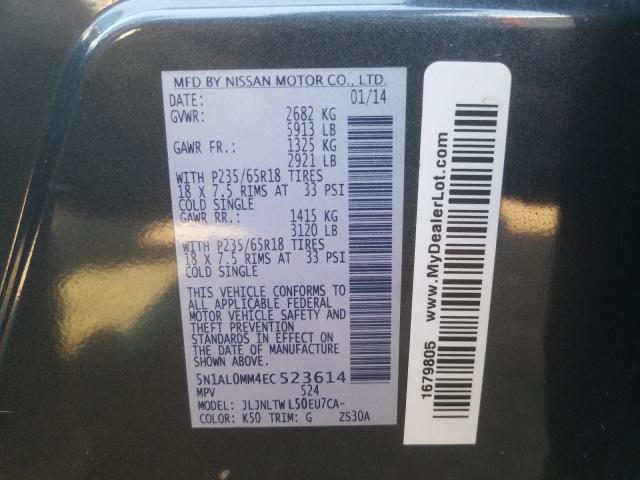 MFD BY NISSAN MOTOR CO., LTD.
DATE: 01/14
GVWR: 2682 KG
5913 LB
GAWR FR.: 1325 KG
2921 LB
WITH P235/65R18 TIRES
18 X 7.5 RIMS AT 33 PSI
COLD SINGLE
GAWR RR.: 1415 KG
3120 LB
WITH P235/65R18 TIRES
18 X 7.5 RIMS AT 33 PSI
COLD SINGLE
THIS VEHICLE CONFORMS TO
ALL APPLICABLE FEDERAL
MOTOR VEHICLE SAFETY AND
THEFT PREVENTION
STANDARDS IN EFFECT ON
THE DATE OF MANUFACTURE
SHOWN ABOVE.
5N1AL0MM4EC523614
MPV 524
MODEL: JLJNLTWL50EU7CA-
COLOR: K50 TRIM: G ZS30A
www.MyDealerLot.com
1679805